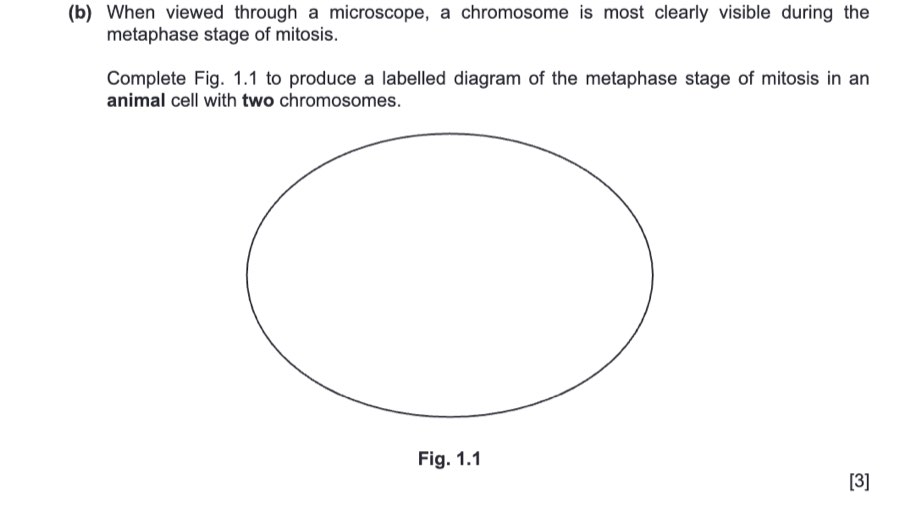 (b) When viewed through a microscope, a chromosome is most clearly visible during the
metaphase stage of mitosis.
Complete Fig. 1.1 to produce a labelled diagram of the metaphase stage of mitosis in an
animal cell with two chromosomes.
Fig. 1.1
[3]